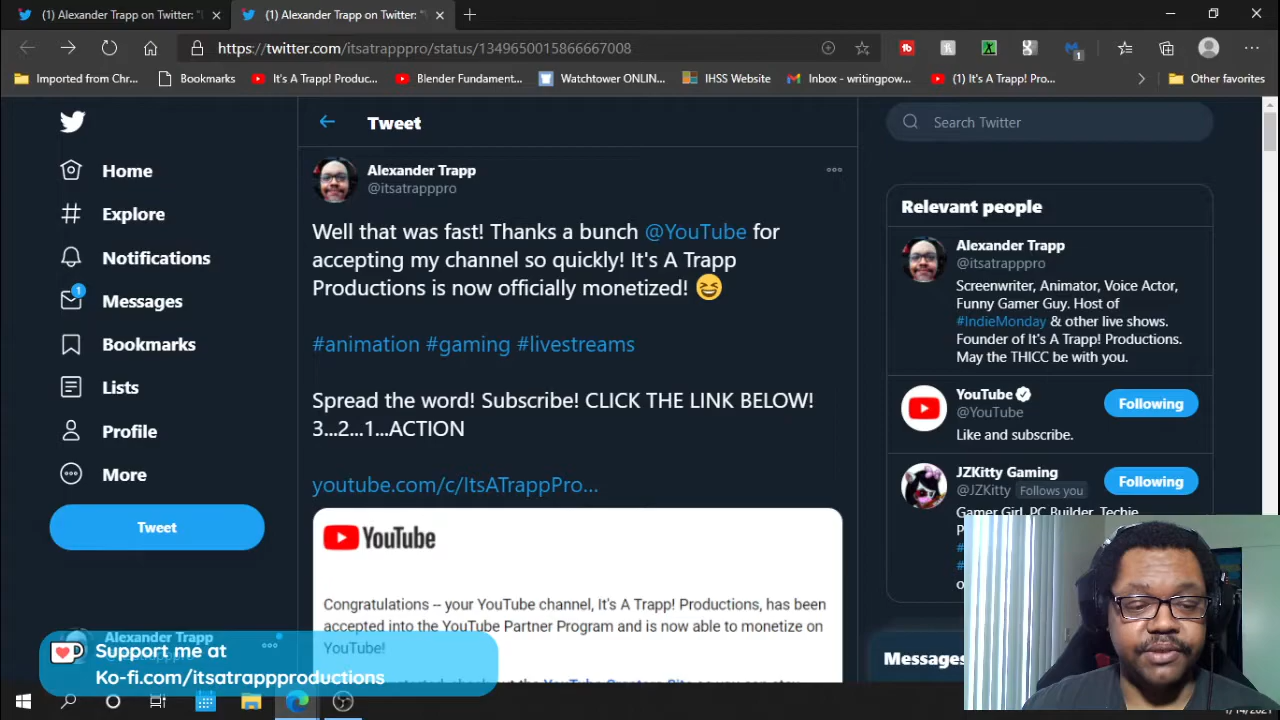 (1) Alexander Trapp on Twitter: "
(1) Alexander Trapp on Twitter: "
https://twitter.com/itsatrapppro/status/1349650015866667008
1
Imported from Chr...
Bookmarks
It's A Trapp! Produc...
Blender Fundament...
Watchtower ONLIN...
IHSS Website
Inbox - writingpow...
(1) It's A Trapp! Pro...
Other favorites
Home
Explore
Notifications
1
Messages
Bookmarks
Lists
Profile
More
Tweet
Alexander Trapp
Tweet
Alexander Trapp
@itsatrapppro
Well that was fast! Thanks a bunch @YouTube for
accepting my channel so quickly! It's A Trapp
Productions is now officially monetized! 😆
#animation #gaming #livestreams
Spread the word! Subscribe! CLICK THE LINK BELOW!
3...2...1...ACTION
youtube.com/c/ItsATrappPro...
YouTube
Congratulations -- your YouTube channel, It's A Trapp! Productions, has been
accepted into the YouTube Partner Program and is now able to monetize on
YouTube!
Search Twitter
Relevant people
Alexander Trapp
@itsatrapppro
Screenwriter, Animator, Voice Actor,
Funny Gamer Guy. Host of
#IndieMonday & other live shows.
Founder of It's A Trapp! Productions.
May the THICC be with you.
YouTube
@YouTube
Following
Like and subscribe.
JZKitty Gaming
@JZKitty Follows you
Following
Gamer Girl, PC Builder, Techie
Messages
Support me at
Ko-fi.com/itsatrappproductions